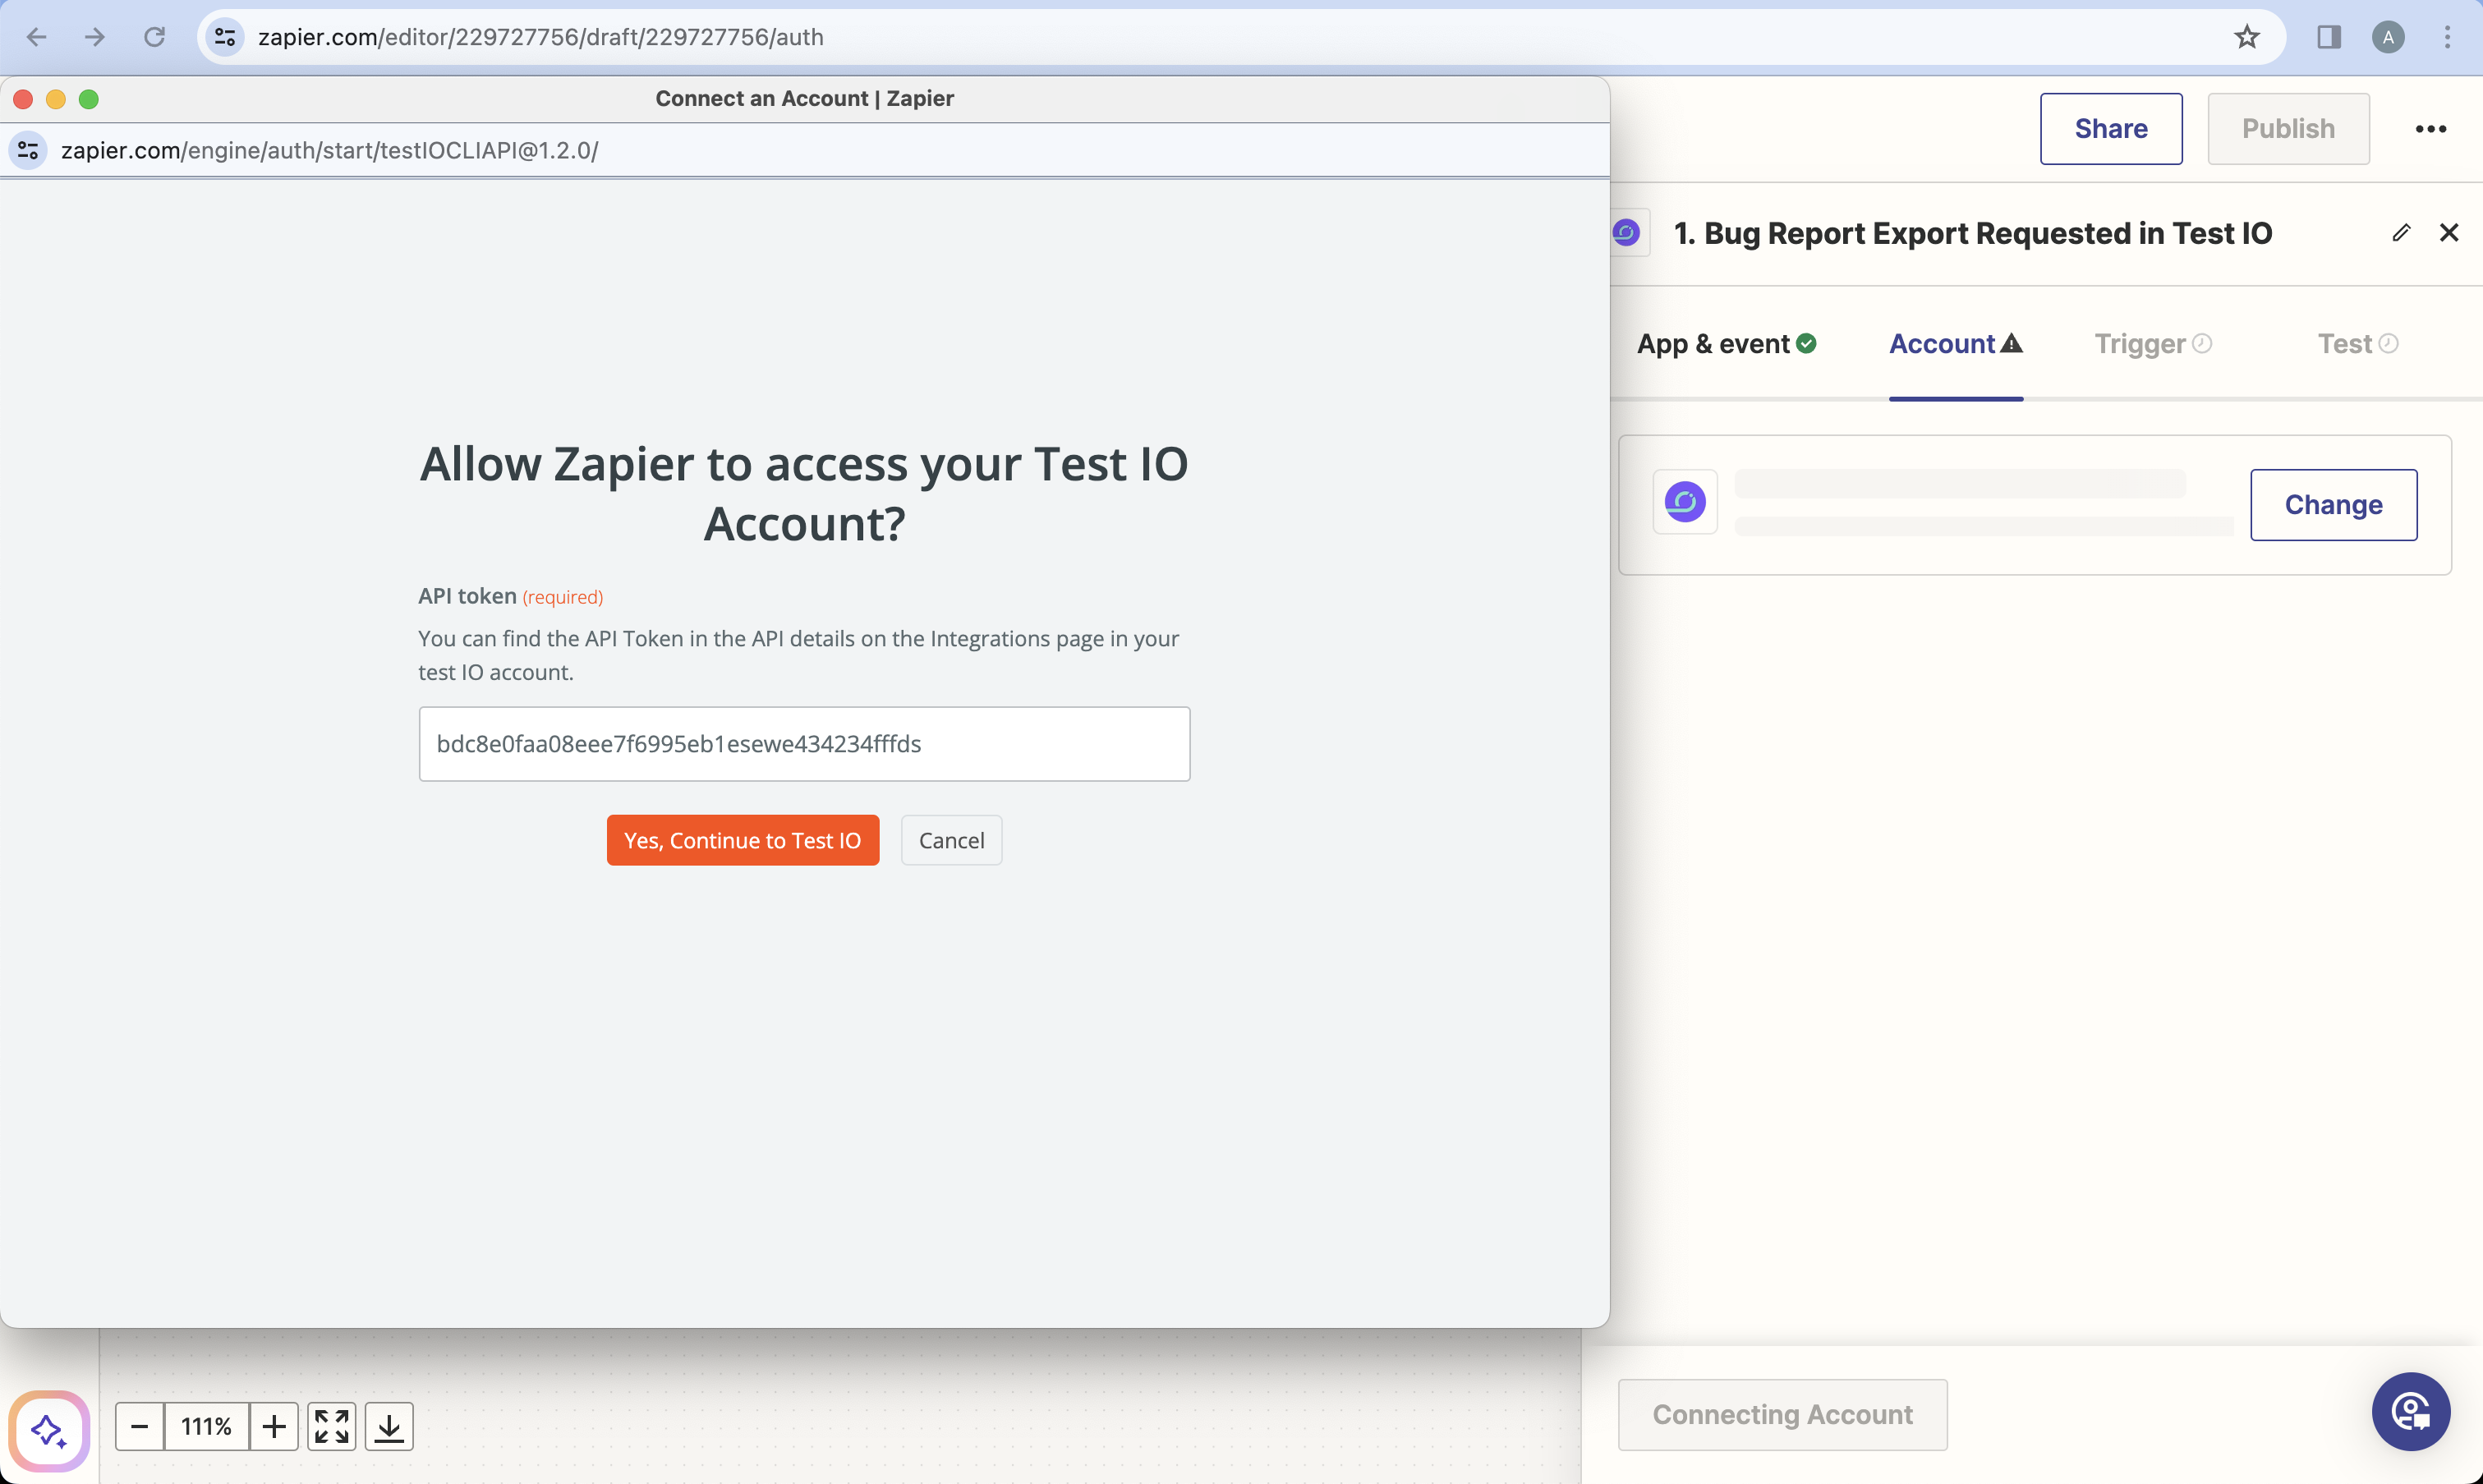 zapier.com/editor/229727756/draft/229727756/auth
A
Connect an Account | Zapier
zapier.com/engine/auth/start/testIOCLIAPI@1.2.0/
Share
Publish
1. Bug Report Export Requested in Test IO
App & event
Account
Trigger
Test
Change
Allow Zapier to access your Test IO
Account?
API token (required)
You can find the API Token in the API details on the Integrations page in your
test IO account.
bdc8e0faa08eee7f6995eb1esewe434234fffds
Yes, Continue to Test IO
Cancel
111%
Connecting Account